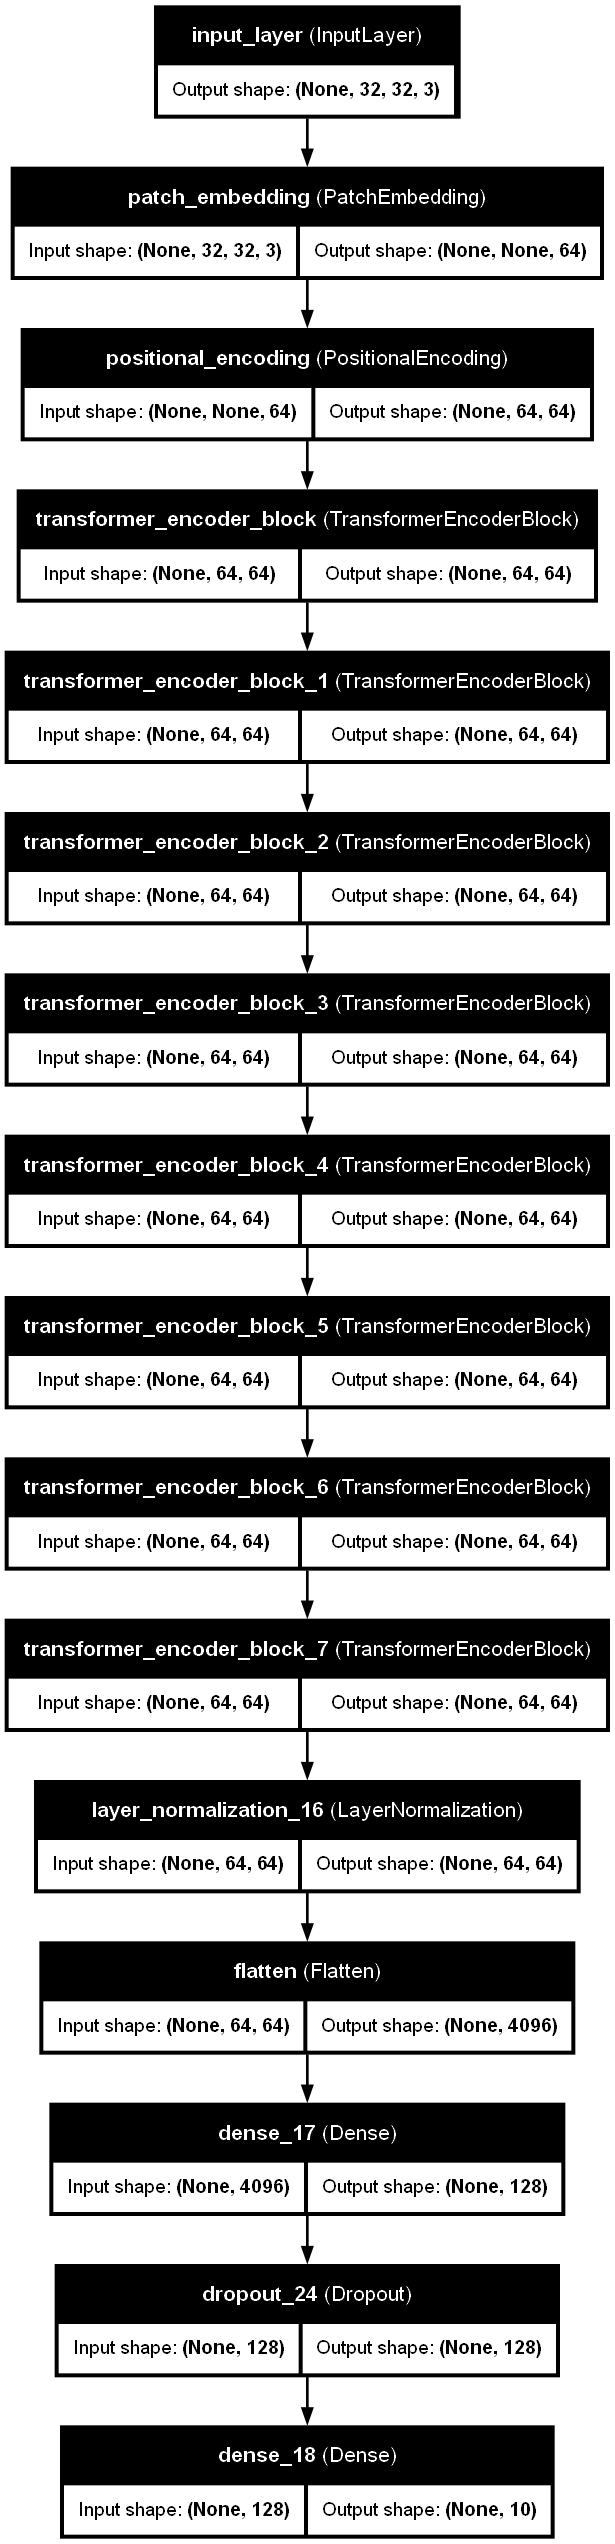 input_layer (InputLayer)
Output shape: (None, 32, 32, 3)
patch_embedding (PatchEmbedding)
Input shape: (None, 32, 32, 3) Output shape: (None, None, 64)
positional_encoding (PositionalEncoding)
Input shape: (None, None, 64) Output shape: (None, 64, 64)
transformer_encoder_block (TransformerEncoderBlock)
Input shape: (None, 64, 64) Output shape: (None, 64, 64)
transformer_encoder_block_1 (TransformerEncoderBlock)
Input shape: (None, 64, 64) Output shape: (None, 64, 64)
transformer_encoder_block_2 (TransformerEncoderBlock)
Input shape: (None, 64, 64) Output shape: (None, 64, 64)
transformer_encoder_block_3 (TransformerEncoderBlock)
Input shape: (None, 64, 64) Output shape: (None, 64, 64)
transformer_encoder_block_4 (TransformerEncoderBlock)
Input shape: (None, 64, 64) Output shape: (None, 64, 64)
transformer_encoder_block_5 (TransformerEncoderBlock)
Input shape: (None, 64, 64) Output shape: (None, 64, 64)
transformer_encoder_block_6 (TransformerEncoderBlock)
Input shape: (None, 64, 64) Output shape: (None, 64, 64)
transformer_encoder_block_7 (TransformerEncoderBlock)
Input shape: (None, 64, 64) Output shape: (None, 64, 64)
layer_normalization_16 (LayerNormalization)
Input shape: (None, 64, 64) Output shape: (None, 64, 64)
flatten (Flatten)
Input shape: (None, 64, 64) Output shape: (None, 4096)
dense_17 (Dense)
Input shape: (None, 4096) Output shape: (None, 128)
dropout_24 (Dropout)
Input shape: (None, 128) Output shape: (None, 128)
dense_18 (Dense)
Input shape: (None, 128) Output shape: (None, 10)